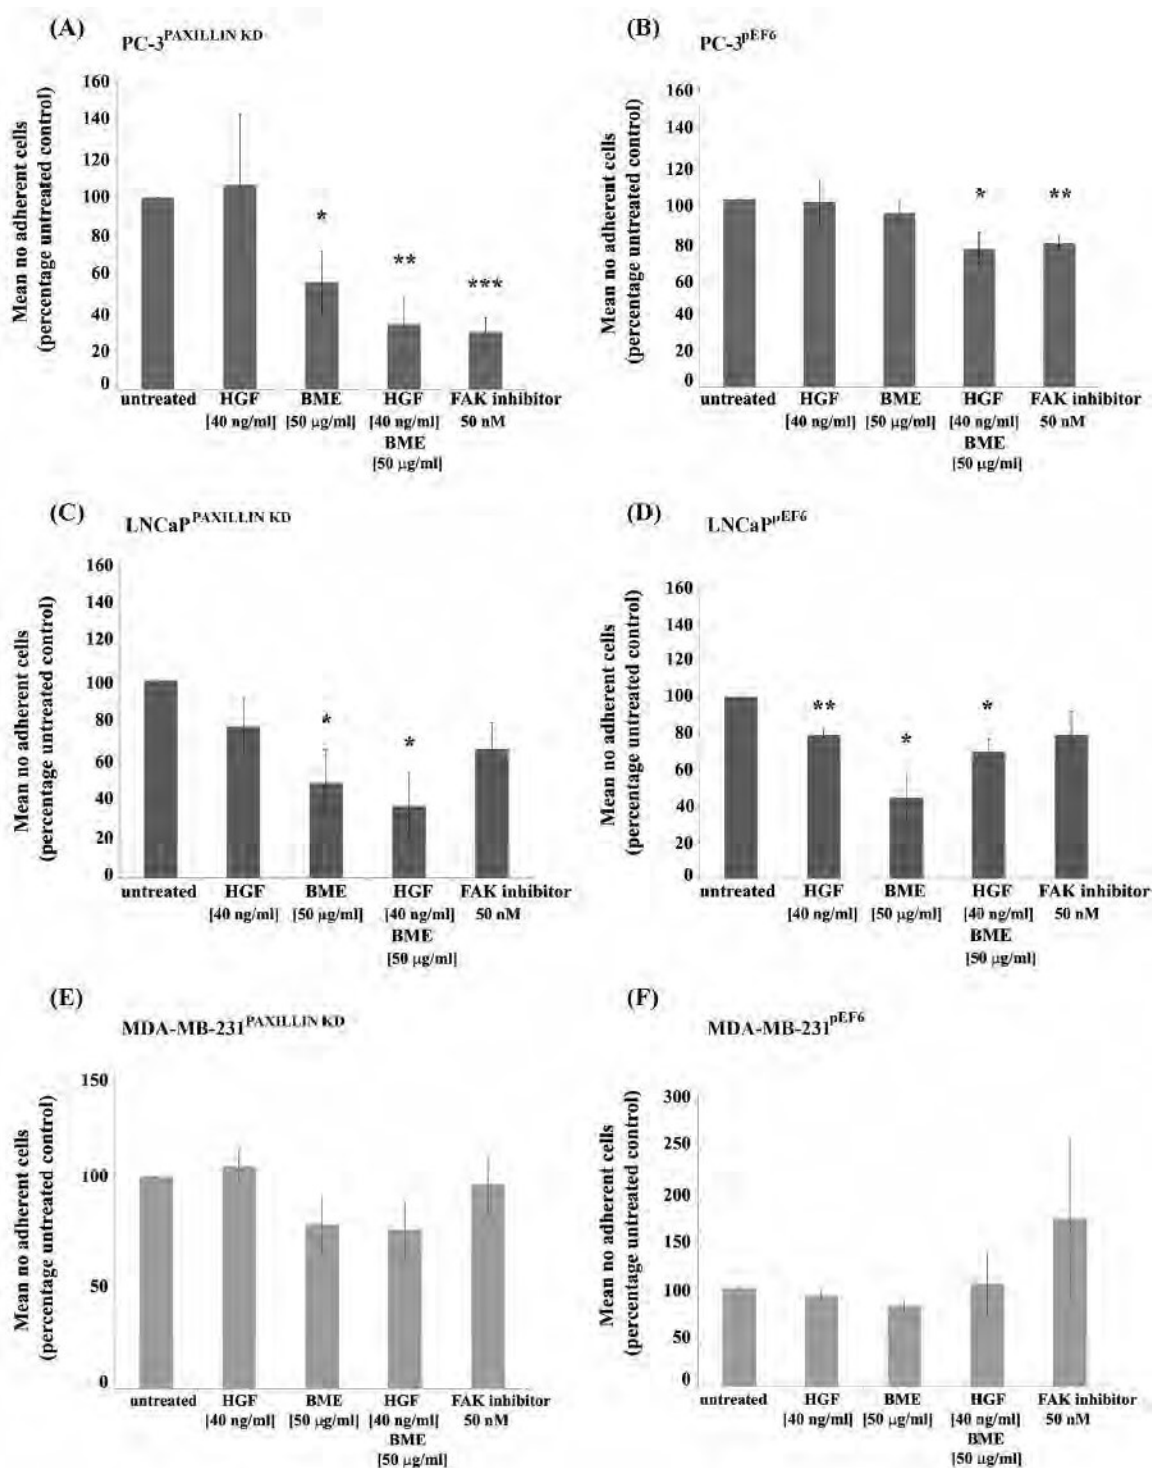 (A)
PC-3PAXILLIN KD
Mean no adherent cells
(percentage untreated control)
160
140
120
100
80
60
40
20
0
*
**
***
untreated HGF BME HGF FAK inhibitor
[40 ng/ml] [50 μg/ml] [40 ng/ml] 50 nM
BME
[50 μg/ml]
(B)
PC-3pEF6
Mean no adherent cells
(percentage untreated control)
160
140
120
100
80
60
40
20
0
* **
untreated HGF BME HGF FAK inhibitor
[40 ng/ml] [50 μg/ml] [40 ng/ml] 50 nM
BME
[50 μg/ml]
(C)
LNCaPPAXILLIN KD
Mean no adherent cells
(percentage untreated control)
160
140
120
100
80
60
40
20
0
*
*
untreated HGF BME HGF FAK inhibitor
[40 ng/ml] [50 μg/ml] [40 ng/ml] 50 nM
BME
[50 μg/ml]
(D)
LNCaPpEF6
Mean no adherent cells
(percentage untreated control)
160
140
120
100
80
60
40
20
0
** *
*
untreated HGF BME HGF FAK inhibitor
[40 ng/ml] [50 μg/ml] [40 ng/ml] 50 nM
BME
[50 μg/ml]
(E)
MDA-MB-231PAXILLIN KD
Mean no adherent cells
(percentage untreated control)
150
100
50
0
untreated HGF BME HGF FAK inhibitor
[40 ng/ml] [50 μg/ml] [40 ng/ml] 50 nM
BME
[50 μg/ml]
(F)
MDA-MB-231pEF6
Mean no adherent cells
(percentage untreated control)
300
250
200
150
100
50
0
untreated HGF BME HGF FAK inhibitor
[40 ng/ml] [50 μg/ml] [40 ng/ml] 50 nM
BME
[50 μg/ml]